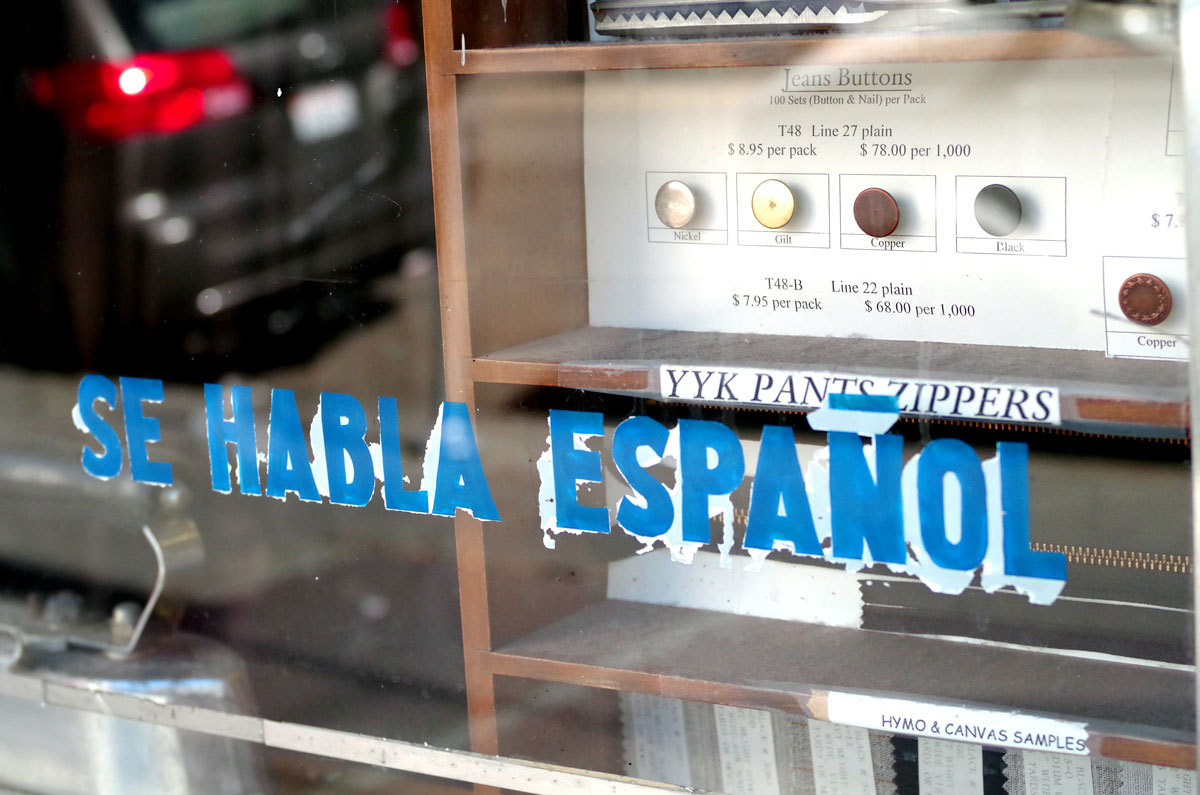 Jeans Buttons
100 Sets (Button & Nail) per Pack
T48 Line 27 plain
$ 8.95 per pack $ 78.00 per 1,000
Nickel Gilt Copper Black
T48-B Line 22 plain
$ 7.95 per pack $ 68.00 per 1,000
Copper
YYK PANTS ZIPPERS
SE HABLA ESPAÑOL
HYMO & CANVAS SAMPLES